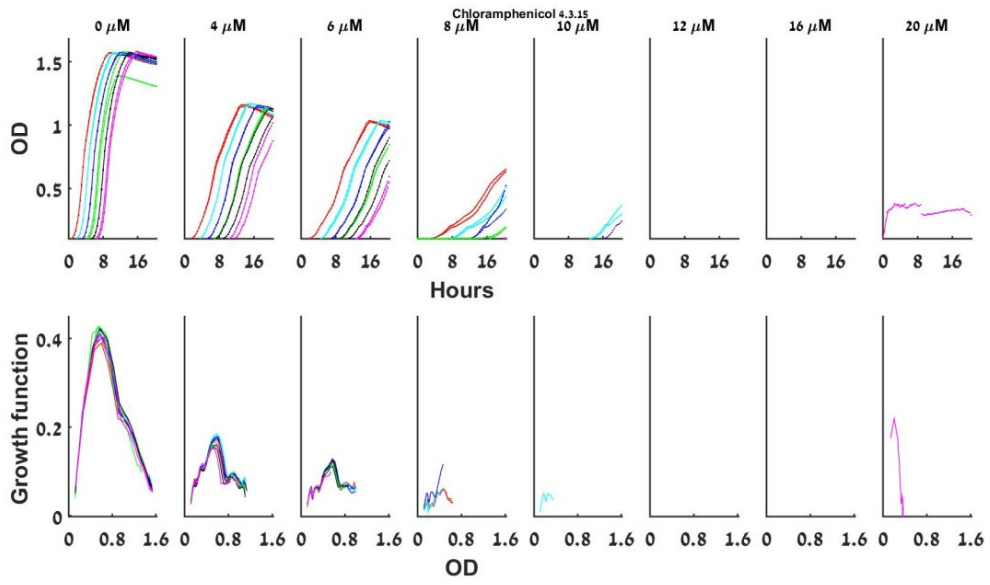 Chloramphenicol 4.3.15
0 µM 4 µM 6 µM 8 µM 10 µM 12 µM 16 µM 20 µM
OD
1.5
1
0.5
0 8 16 0 8 16 0 8 16 0 8 16 0 8 16 0 8 16 0 8 16 0 8 16
Hours
Growth function
0.4
0.2
0
0 0.8 1.6 0 0.8 1.6 0 0.8 1.6 0 0.8 1.6 0 0.8 1.6 0 0.8 1.6 0 0.8 1.6 0 0.8 1.6
OD